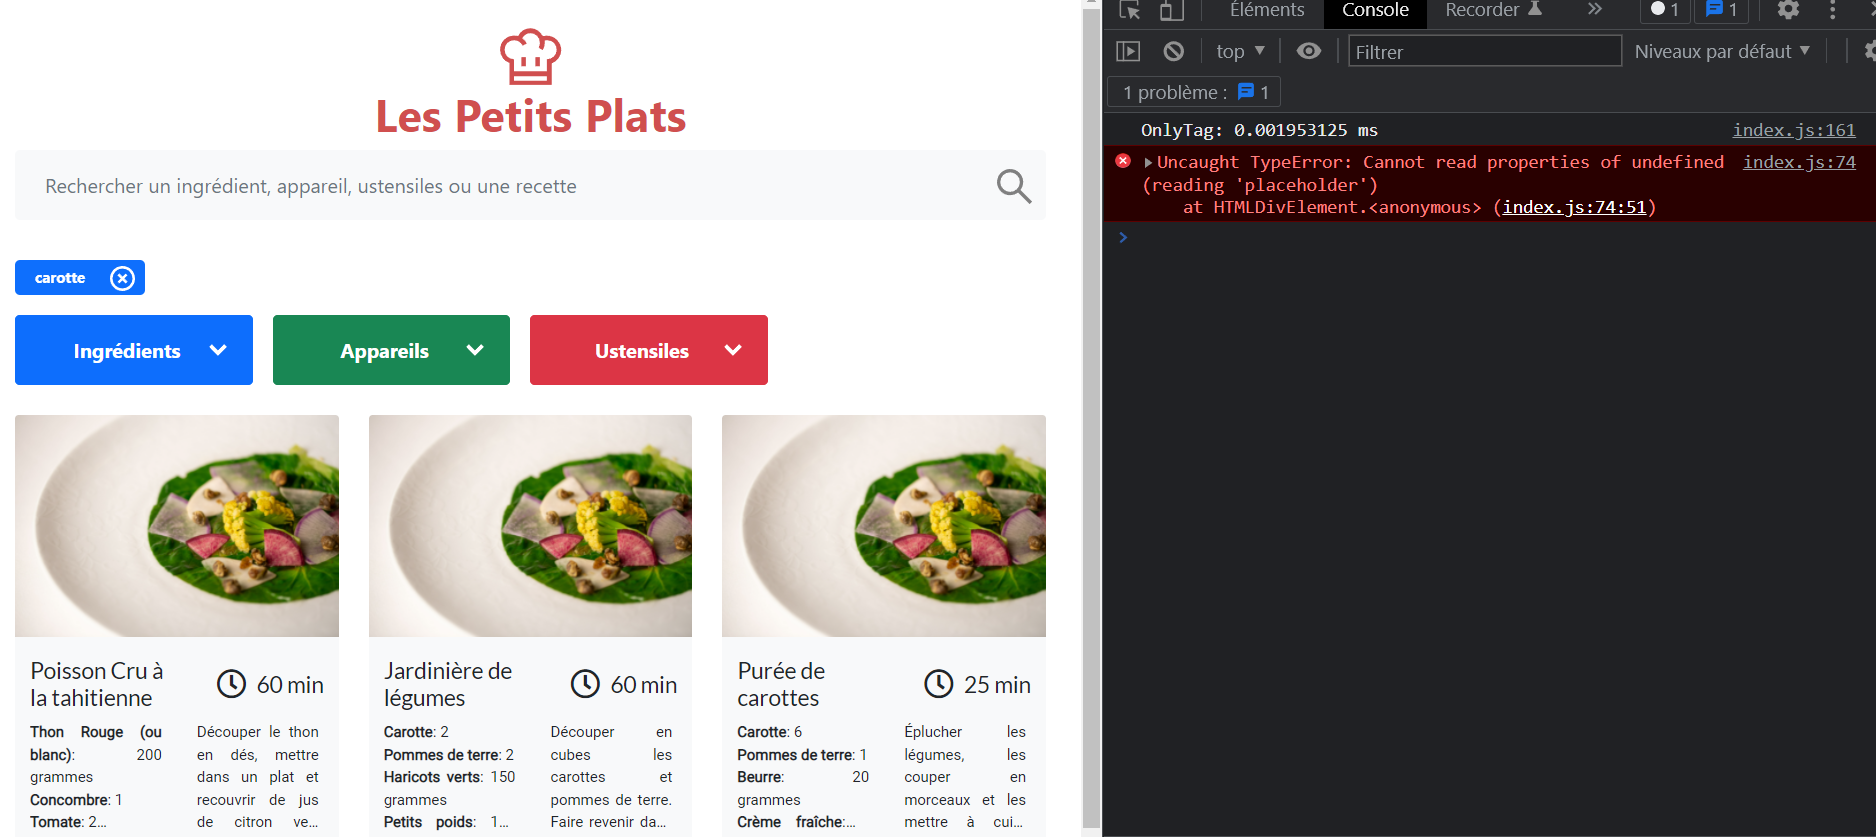 Les Petits Plats
Rechercher un ingrédient, appareil, ustensiles ou une recette
carotte
Ingrédients
Appareils
Ustensiles
Poisson Cru à
la tahitienne
60 min
Thon Rouge (ou
blanc): 200
grammes
Concombre: 1
Tomate: 2...
Découper le thon
en dés, mettre
dans un plat et
recouvrir de jus
de citron ve...
Jardinière de
légumes
60 min
Carotte: 2
Pommes de terre: 2
Haricots verts: 150
grammes
Petits poids: 1...
Découper en
cubes les
carottes et
pommes de terre.
Faire revenir da...
Purée de
carottes
25 min
Carotte: 6
Pommes de terre: 1
Beurre: 20
grammes
Crème fraîche:...
Éplucher les
légumes, les
couper en
morceaux et les
mettre à cui...
Éléments Console Recorder » 1 1
top Filtrer Niveaux par défaut
1 problème : 1
OnlyTag: 0.001953125 ms index.js:161
Uncaught TypeError: Cannot read properties of undefined index.js:74
(reading 'placeholder')
at HTMLDivElement.<anonymous> (index.js:74:51)